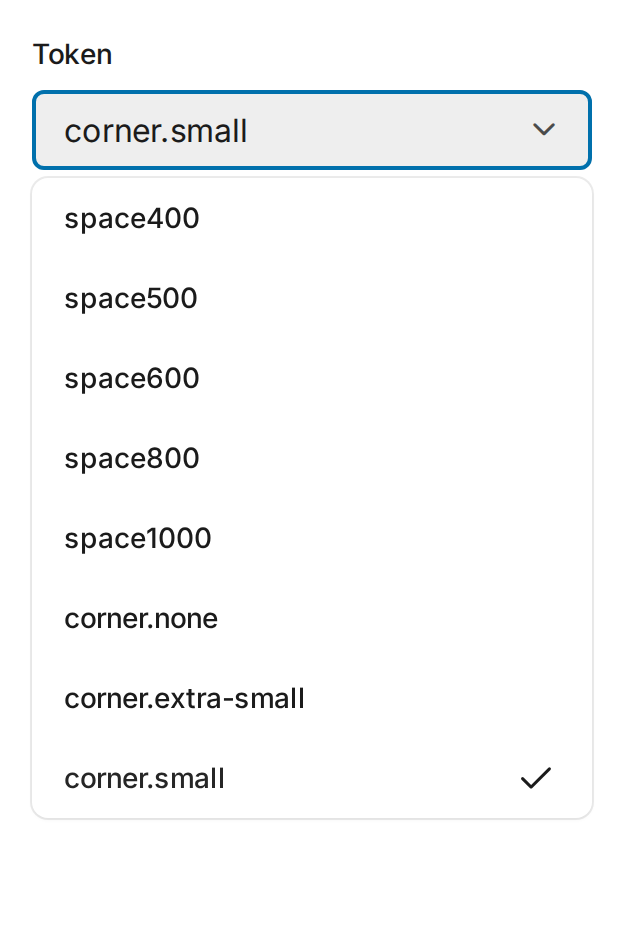 Token
corner.small
space400
space500
space600
space800
space1000
corner.none
corner.extra-small
corner.small